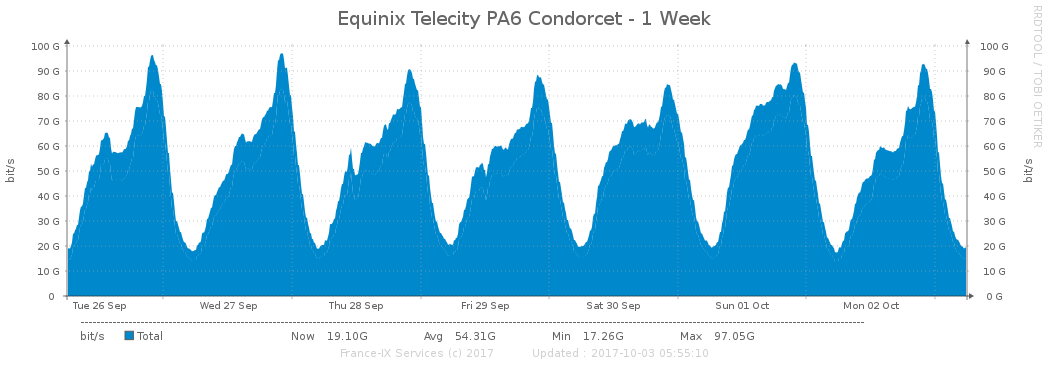 Equinix Telecity PA6 Condorcet - 1 Week
RRDTOOL / TOBI OETIKER
bit/s
100 G
90 G
80 G
70 G
60 G
50 G
40 G
30 G
20 G
10 G
0
100 G
90 G
80 G
70 G
60 G
50 G
40 G
30 G
20 G
10 G
0 G
bit/s
Tue 26 Sep Wed 27 Sep Thu 28 Sep Fri 29 Sep Sat 30 Sep Sun 01 Oct Mon 02 Oct
bit/s Total Now 19.10G Avg 54.31G Min 17.26G Max 97.05G
France-IX Services (c) 2017 Updated : 2017-10-03 05:55:10